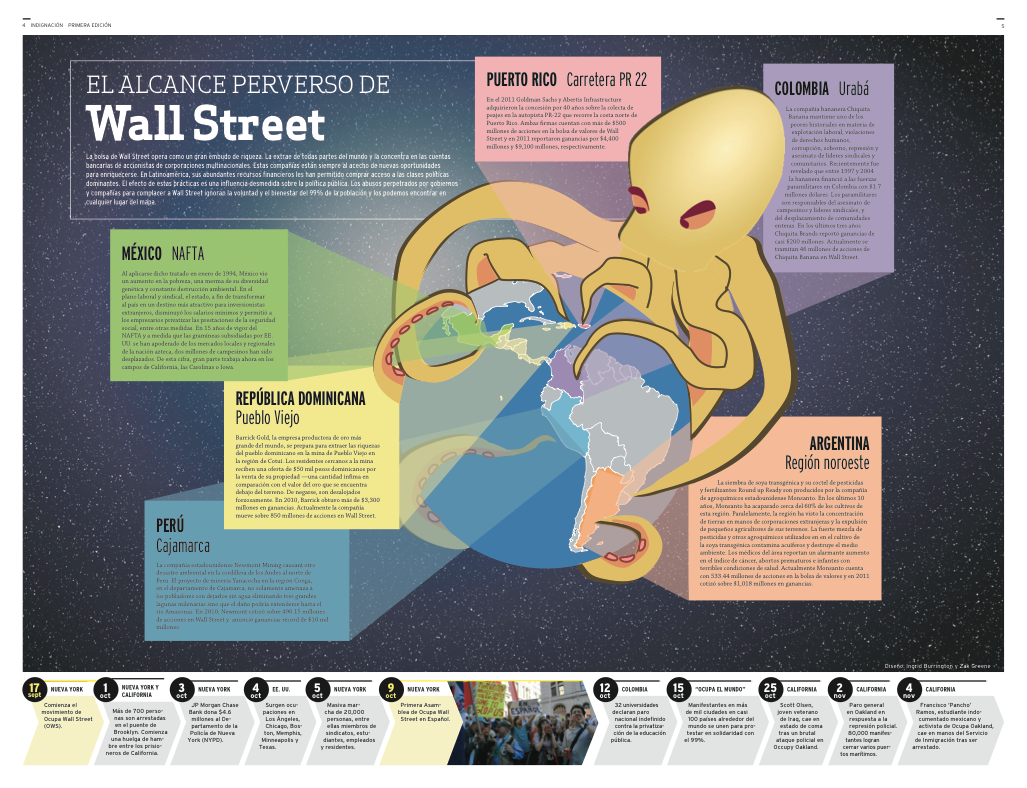 4 INDIGNACIÓN PRIMERA EDICIÓN
5
EL ALCANCE PERVERSO DE
Wall Street
La bolsa de Wall Street opera como un gran embudo de riqueza. La extrae de todas partes del mundo y la concentra en las cuentas
bancarias de accionistas de corporaciones multinacionales. Estas compañías están siempre al acecho de nuevas oportunidades
para enriquecerse. En Latinoamérica, sus abundantes recursos financieros les han permitido comprar acceso a las clases políticas
dominantes. El efecto de estas prácticas es una influencia desmedida sobre la política pública. Los abusos perpetrados por gobiernos
y compañías para complacer a Wall Street ignoran la voluntad y el bienestar del 99% de la población y los podemos encontrar en
cualquier lugar del mapa.
PUERTO RICO Carretera PR 22
En el 2011 Goldman Sachs y Abertis Infrastructure
adquirieron la concesión por 40 años sobre la colecta de
peajes en la autopista PR-22 que recorre la costa norte de
Puerto Rico. Ambas firmas cuentan con más de $500
millones de acciones en la bolsa de valores de Wall
Street y en 2011 reportaron ganancias por $4,400
millones y $9,100 millones, respectivamente.
COLOMBIA Urabá
La compañía bananera Chiquita
Banana mantiene uno de los
peores historiales en materia de
explotación laboral, violaciones
de derechos humanos,
corrupción, soborno, represión y
asesinato de líderes sindicales y
comunitarios. Recientemente fue
revelado que entre 1997 y 2004
la bananera financió a las fuerzas
paramilitares en Colombia con $1.7
millones dólares. Los paramilitares
son responsables del asesinato de
campesinos y líderes sindicales, y
del desplazamiento de comunidades
enteras. En los últimos tres años
Chiquita Brands reportó ganancias de
casi $200 millones. Actualmente se
tramitan 46 millones de acciones de
Chiquita Banana en Wall Street.
MÉXICO NAFTA
Al aplicarse dicho tratado en enero de 1994, México vio
un aumento en la pobreza, una merma de su diversidad
genética y constante destrucción ambiental. En el
plano laboral y sindical, el estado, a fin de transformar
al país en un destino más atractivo para inversionistas
extranjeros, disminuyó los salarios mínimos y permitió a
los empresarios privatizar las prestaciones de la seguridad
social, entre otras medidas. En 15 años de vigor del
NAFTA y a medida que las gramíneas subsidiadas por EE
UU se han apoderado de los mercados locales y regionales
de la nación azteca, dos millones de campesinos han sido
desplazados. De esta cifra, gran parte trabaja ahora en los
campos de California, las Carolinas o Iowa.
REPÚBLICA DOMINICANA
Pueblo Viejo
Barrick Gold, la empresa productora de oro más
grande del mundo, se prepara para extraer las riquezas
del pueblo dominicano en la mina de Pueblo Viejo en
la región de Cotuí. Los residentes cercanos a la mina
reciben una oferta de $50 mil pesos dominicanos por
la venta de su propiedad —una cantidad ínfima en
comparación con el valor del oro que se encuentra
debajo del terreno. De negarse, son desalojados
forzosamente. En 2010, Barrick obtuvo más de $3,300
millones en ganancias. Actualmente la compañía
mueve sobre 850 millones de acciones en Wall Street.
PERÚ
Cajamarca
La compañía estadounidense Newmont Mining causará otro
desastre ambiental en la cordillera de los Andes al norte de
Perú. El proyecto de minería Yanacocha en la región Conga,
en el departamento de Cajamarca, no solamente amenaza a
los pobladores con dejarlos sin agua eliminando tres grandes
lagunas milenarias sino que el daño podría extenderse hasta el
río Amazonas. En 2010, Newmont cotizó sobre 490.15 millones
de acciones en Wall Street y anunció ganancias récord de $10 mil
millones.
ARGENTINA
Región noroeste
La siembra de soya transgénica y su coctel de pesticidas
y fertilizantes Round up Ready son producidos por la compañía
de agroquímicos estadounidense Monsanto. En los últimos 10
años, Monsanto ha acaparado cerca del 60% de los cultivos de
esta región. Paralelamente, la región ha visto la concentración
de tierras en manos de corporaciones extranjeras y la expulsión
de pequeños agricultores de sus terrenos. La fuerte mezcla de
pesticidas y otros agroquímicos utilizados en en el cultivo de
la soya transgénica contamina acuíferos y destruye el medio
ambiente. Los médicos del área reportan un alarmante aumento
en el índice de cáncer, abortos prematuros e infantes con
terribles condiciones de salud. Actualmente Monsanto cuenta
con 533.44 millones de acciones en la bolsa de valores y en 2011
cotizó sobre $1,018 millones en ganancias.
Diseño: Ingrid Burrington y Zak Greene
17 sept NUEVA YORK
Comienza el
movimiento de
Ocupa Wall Street
(OWS).
1 oct NUEVA YORK Y
CALIFORNIA
Más de 700 perso-
nas son arrestadas
en el puente de
Brooklyn. Comienza
una huelga de ham-
bre entre los prisio-
neros de California.
3 oct NUEVA YORK
JP Morgan Chase
Bank dona $4.6
millones al De-
partamento de la
Policía de Nueva
York (NYPD).
4 oct EE. UU.
Surgen ocu-
paciones en
Los Ángeles,
Chicago, Bos-
ton, Memphis,
Minneapolis y
Texas.
5 oct NUEVA YORK
Masiva mar-
cha de 20,000
personas, entre
ellas miembros de
sindicatos, estu-
diantes, empleados
y residentes.
9 oct NUEVA YORK
Primera Asam-
blea de Ocupa Wall
Street en Español.
12 oct COLOMBIA
32 universidades
declaran paro
nacional indefinido
contra la privatiza-
ción de la educación
pública.
15 oct "OCUPA EL MUNDO"
Manifestantes en más
de mil ciudades en casi
100 países alrededor del
mundo se unen para pro-
testar en solidaridad con
el 99%.
25 oct CALIFORNIA
Scott Olsen,
joven veterano
de Iraq, cae en
estado de coma
tras un brutal
ataque policial en
Occupy Oakland.
2 nov CALIFORNIA
Paro general
en Oakland en
respuesta a la
represión policial.
80,000 manifes-
tantes logran
cerrar varios puer-
tos marítimos.
4 nov CALIFORNIA
Francisco 'Pancho'
Ramos, estudiante indo-
cumentado mexicano y
activista de Ocupa Oakland,
cae en manos del Servicio
de Inmigración tras ser
arrestado.